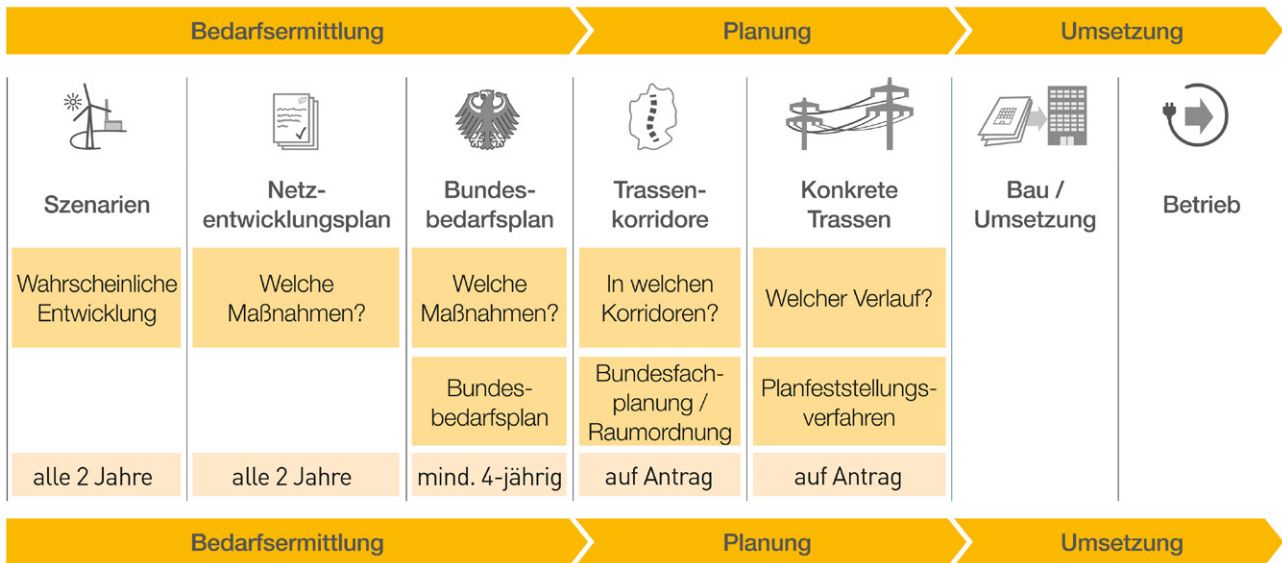 Bedarfsermittlung
Planung
Umsetzung
Szenarien
Netz-
entwicklungsplan
Bundes-
bedarfsplan
Trassen-
korridore
Konkrete
Trassen
Bau /
Umsetzung
Betrieb
Wahrscheinliche
Entwicklung
Welche
Maßnahmen?
Welche
Maßnahmen?
In welchen
Korridoren?
Welcher Verlauf?
Bundes-
bedarfsplan
Bundesfach-
planung /
Raumordnung
Planfeststellungs-
verfahren
alle 2 Jahre
alle 2 Jahre
mind. 4-jährig
auf Antrag
auf Antrag
Bedarfsermittlung
Planung
Umsetzung